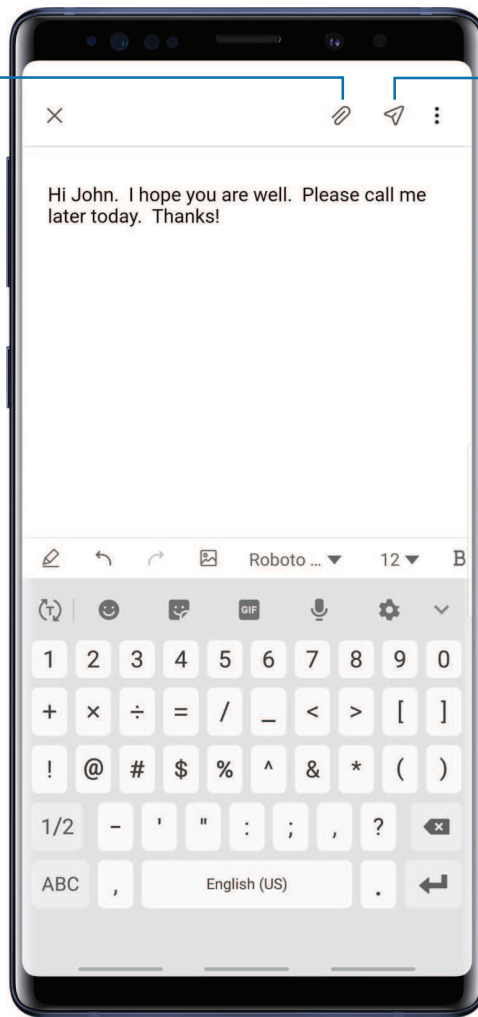 Hi John.  I hope you are well.  Please call me
later today.  Thanks!
Roboto ... 12 B
T GIF
1 2 3 4 5 6 7 8 9 0
+ × ÷ = / _ < > [ ]
! @ # $ % ^ & * ( )
1/2 - ' " : ; , ?
ABC , English (US) .